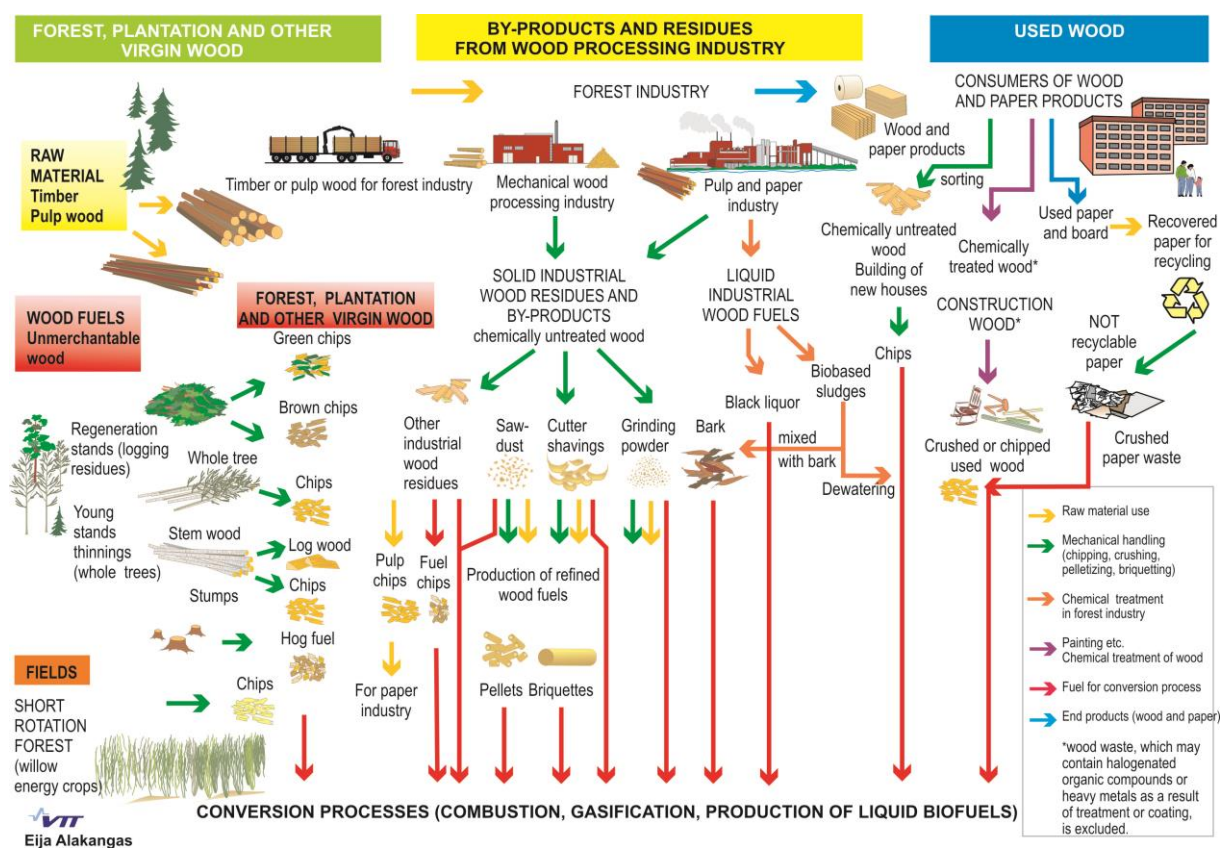 FOREST, PLANTATION AND OTHER
VIRGIN WOOD
BY-PRODUCTS AND RESIDUES
FROM WOOD PROCESSING INDUSTRY
USED WOOD
RAW
MATERIAL
Timber
Pulp wood
Timber or pulp wood for forest industry
FOREST INDUSTRY
Mechanical wood
processing industry
Pulp and paper
industry
Wood and
paper products
CONSUMERS OF WOOD
AND PAPER PRODUCTS
sorting
Chemically untreated
wood
Building of
new houses
Chemically
treated wood*
Used paper
and board
Recovered
paper for
recycling
WOOD FUELS
Unmerchantable
wood
FOREST, PLANTATION
AND OTHER VIRGIN WOOD
Green chips
Brown chips
Regeneration
stands (logging
residues)
Whole tree
Chips
Young
stands
thinnings
(whole trees)
Stem wood
Log wood
Chips
Stumps
Hog fuel
FIELDS
Chips
SHORT
ROTATION
FOREST
(willow
energy crops)
SOLID INDUSTRIAL
WOOD RESIDUES AND
BY-PRODUCTS
chemically untreated wood
LIQUID
INDUSTRIAL
WOOD FUELS
Other
industrial
wood
residues
Saw-
dust
Cutter
shavings
Grinding
powder
Bark
Black liquor
Biobased
sludges
mixed
with bark
Dewatering
Chips
Pulp
chips
Fuel
chips
Production of refined
wood fuels
For paper
industry
Pellets
Briquettes
CONSTRUCTION
WOOD*
NOT
recyclable
paper
Crushed or chipped
used wood
Crushed
paper waste
Raw material use
Mechanical handling
(chipping, crushing,
pelletizing, briquetting)
Chemical treatment
in forest industry
Painting etc.
Chemical treatment of wood
Fuel for conversion process
End products (wood and paper)
*wood waste, which may
contain halogenated
organic compounds or
heavy metals as a result
of treatment or coating,
is excluded.
CONVERSION PROCESSES (COMBUSTION, GASIFICATION, PRODUCTION OF LIQUID BIOFUELS)
VTT
Eija Alakangas